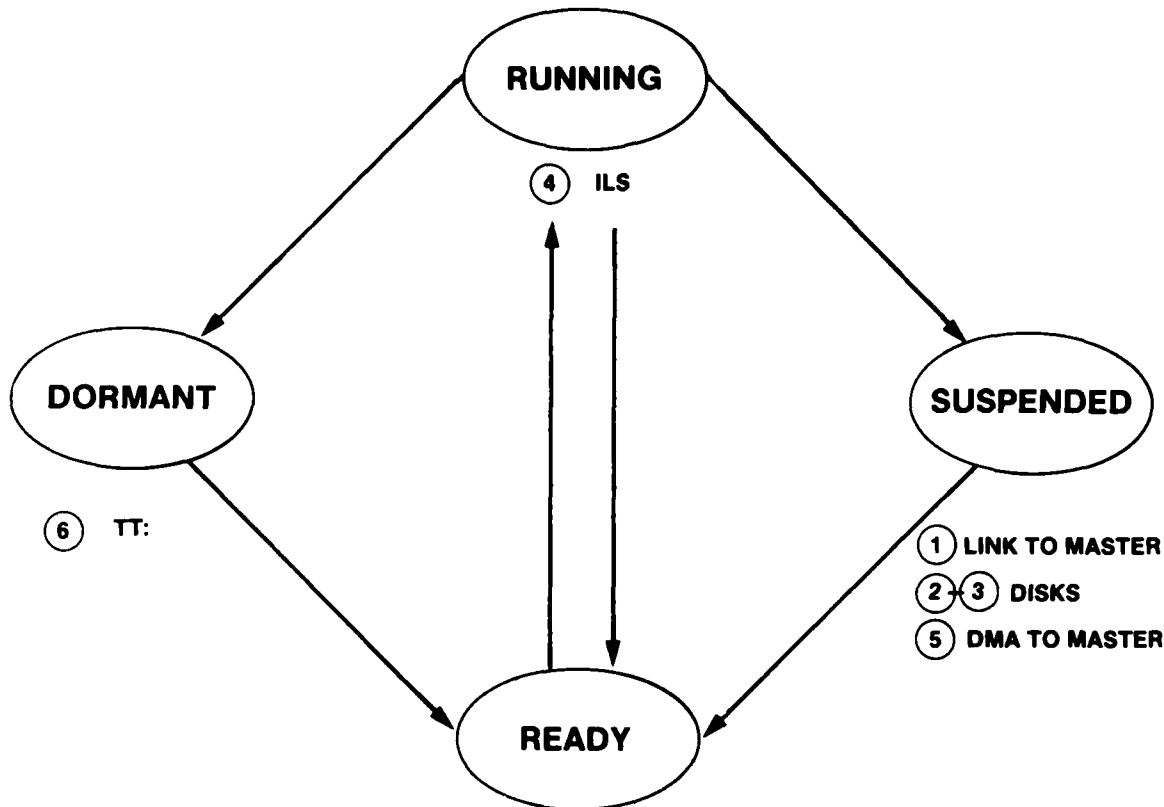 RUNNING
4 ILS
DORMANT
SUSPENDED
6 TT:
1 LINK TO MASTER
2 3 DISKS
5 DMA TO MASTER
READY